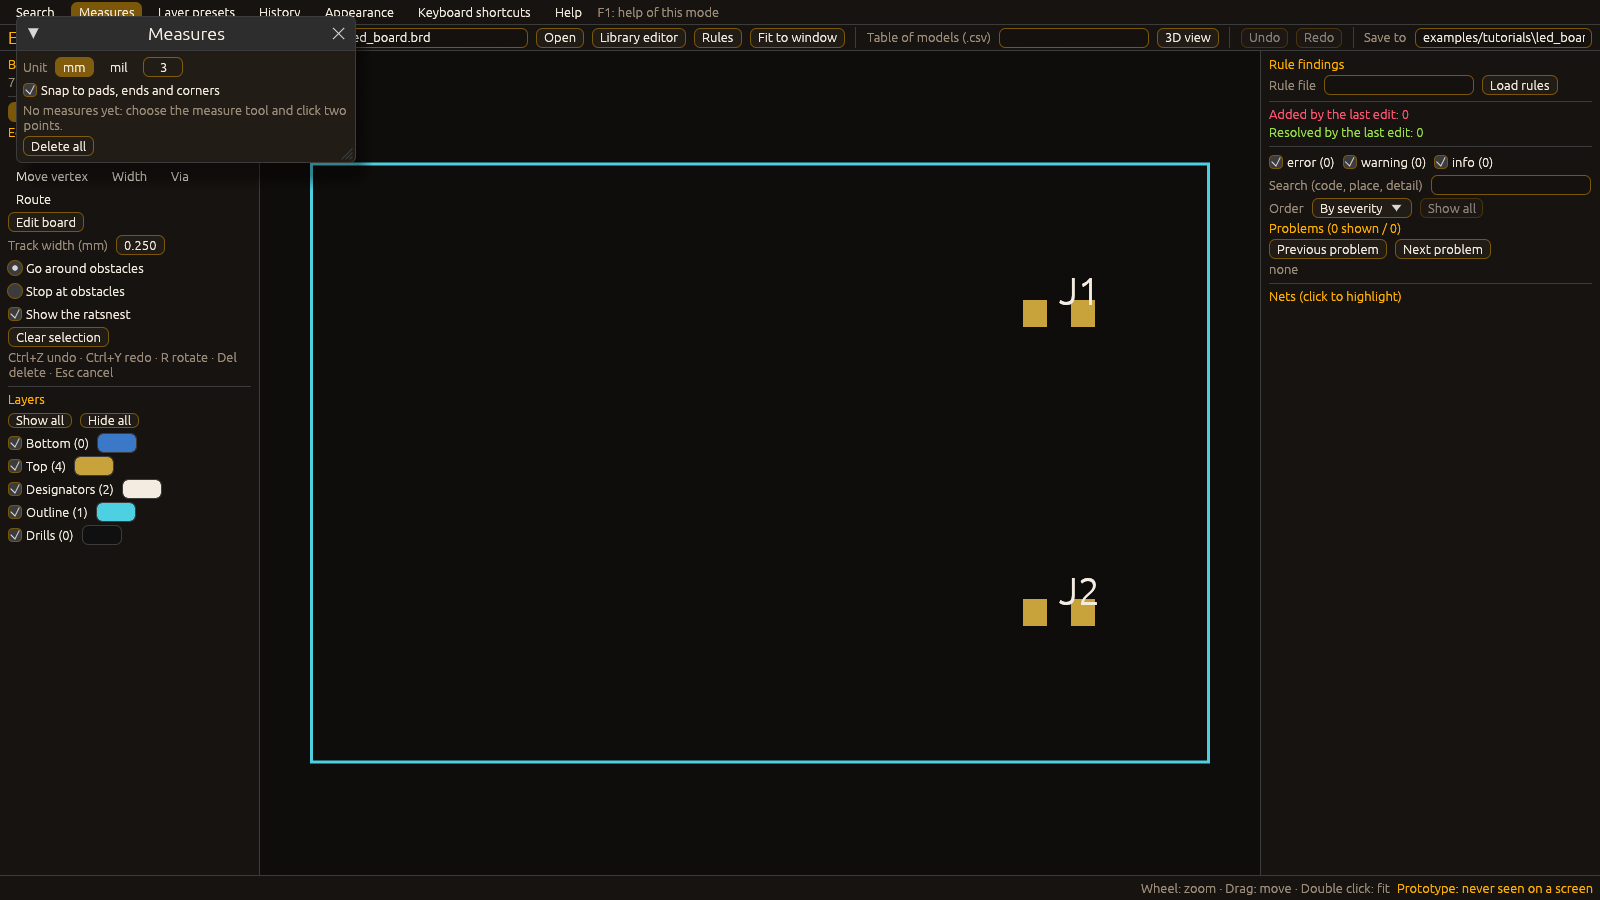 Search Measures Layer presets History Appearance Keyboard shortcuts Help F1: help of this mode
Measures
ed_board.brd Open Library editor Rules Fit to window Table of models (.csv) 3D view Undo Redo Save to examples/tutorials\led_boar
Unit mm mil 3
Snap to pads, ends and corners
No measures yet: choose the measure tool and click two
points.
Delete all
Move vertex Width Via
Route
Edit board
Track width (mm) 0.250
Go around obstacles
Stop at obstacles
Show the ratsnest
Clear selection
Ctrl+Z undo · Ctrl+Y redo · R rotate · Del
delete · Esc cancel
Layers
Show all Hide all
Bottom (0)
Top (4)
Designators (2)
Outline (1)
Drills (0)
J1
J2
Rule findings
Rule file Load rules
Added by the last edit: 0
Resolved by the last edit: 0
error (0) warning (0) info (0)
Search (code, place, detail)
Order By severity Show all
Problems (0 shown / 0)
Previous problem Next problem
none
Nets (click to highlight)
Wheel: zoom · Drag: move · Double click: fit Prototype: never seen on a screen